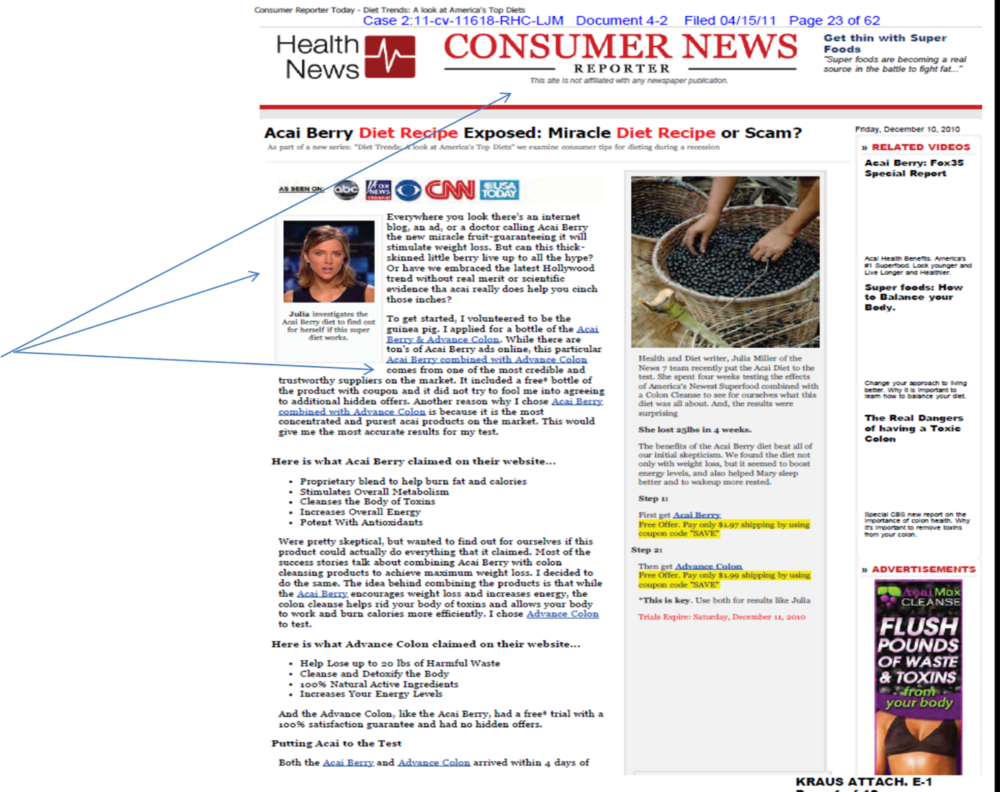 Consumer Reporter Today - Diet Trends: A look at America's Top Diets
Case 2:11-cv-11618-RHC-LJM Document 4-2 Filed 04/15/11 Page 23 of 62
Health
News
CONSUMER NEWS
REPORTER
This site is not affiliated with any newspaper publication.
Get thin with Super
Foods
"Super foods are becoming a real
source in the battle to fight fat..."
Acai Berry Diet Recipe Exposed: Miracle Diet Recipe or Scam?
As part of a new series: "Diet Trends: A look at America's Top Diets" we examine consumer tips for dieting during a recession
AS SEEN ON:
abc
FOX
NEWS
channel
CNN
USA
TODAY
Julia investigates the
Acai Berry diet to find out
for herself if this super
diet works.
Everywhere you look there's an internet
blog, an ad, or a doctor calling Acai Berry
the new miracle fruit-guaranteeing it will
stimulate weight loss. But can this thick-
skinned little berry live up to all the hype?
Or have we embraced the latest Hollywood
trend without real merit or scientific
evidence tha acai really does help you cinch
those inches?
To get started, I volunteered to be the
guinea pig. I applied for a bottle of the Acai
Berry & Advance Colon. While there are
ton's of Acai Berry ads online, this particular
Acai Berry combined with Advance Colon
comes from one of the most credible and
trustworthy suppliers on the market. It included a free* bottle of
the product with coupon and it did not try to fool me into agreeing
to additional hidden offers. Another reason why I chose Acai Berry
combined with Advance Colon is because it is the most
concentrated and purest acai products on the market. This would
give me the most accurate results for my test.
Here is what Acai Berry claimed on their website...
• Proprietary blend to help burn fat and calories
• Stimulates Overall Metabolism
• Cleanses the Body of Toxins
• Increases Overall Energy
• Potent With Antioxidants
Were pretty skeptical, but wanted to find out for ourselves if this
product could actually do everything that it claimed. Most of the
success stories talk about combining Acai Berry with colon
cleansing products to achieve maximum weight loss. I decided to
do the same. The idea behind combining the products is that while
the Acai Berry encourages weight loss and increases energy, the
colon cleanse helps rid your body of toxins and allows your body
to work and burn calories more efficiently. I chose Advance Colon
to test.
Here is what Advance Colon claimed on their website...
• Help Lose up to 20 lbs of Harmful Waste
• Cleanse and Detoxify the Body
• 100% Natural Active Ingredients
• Increases Your Energy Levels
And the Advance Colon, like the Acai Berry, had a free* trial with a
100% satisfaction guarantee and had no hidden offers.
Putting Acai to the Test
Both the Acai Berry and Advance Colon arrived within 4 days of
Health and Diet writer, Julia Miller of the
News 7 team recently put the Acai Diet to the
test. She spent four weeks testing the effects
of America's Newest Superfood combined with
a Colon Cleanse to see for ourselves what this
diet was all about. And, the results were
surprising
She lost 25lbs in 4 weeks.
The benefits of the Acai Berry diet beat all of
our initial skepticism. We found the diet not
only with weight loss, but it seemed to boost
energy levels, and also helped Mary sleep
better and to wakeup more rested.
Step 1:
First get Acai Berry
Free Offer. Pay only $1.97 shipping by using
coupon code "SAVE"
Step 2:
Then get Advance Colon
Free Offer. Pay only $1.99 shipping by using
coupon code "SAVE"
*This is key. Use both for results like Julia
Trials Expire: Saturday, December 11, 2010
Friday, December 10, 2010
» RELATED VIDEOS
Acai Berry: Fox35
Special Report
Acai Health Benefits. America's
#1 Superfood. Look younger and
Live Longer and Healthier.
Super foods: How
to Balance your
Body.
Change your approach to living
better. Why it is important to
learn how to balance your diet.
The Real Dangers
of having a Toxic
Colon
Special CBS new report on the
importance of colon health. Why
it's important to remove toxins
from your colon.
» ADVERTISEMENTS
AcaiMax
CLEANSE
FLUSH
POUNDS
OF WASTE
& TOXINS
from
your body
KRAUS ATTACH. E-1